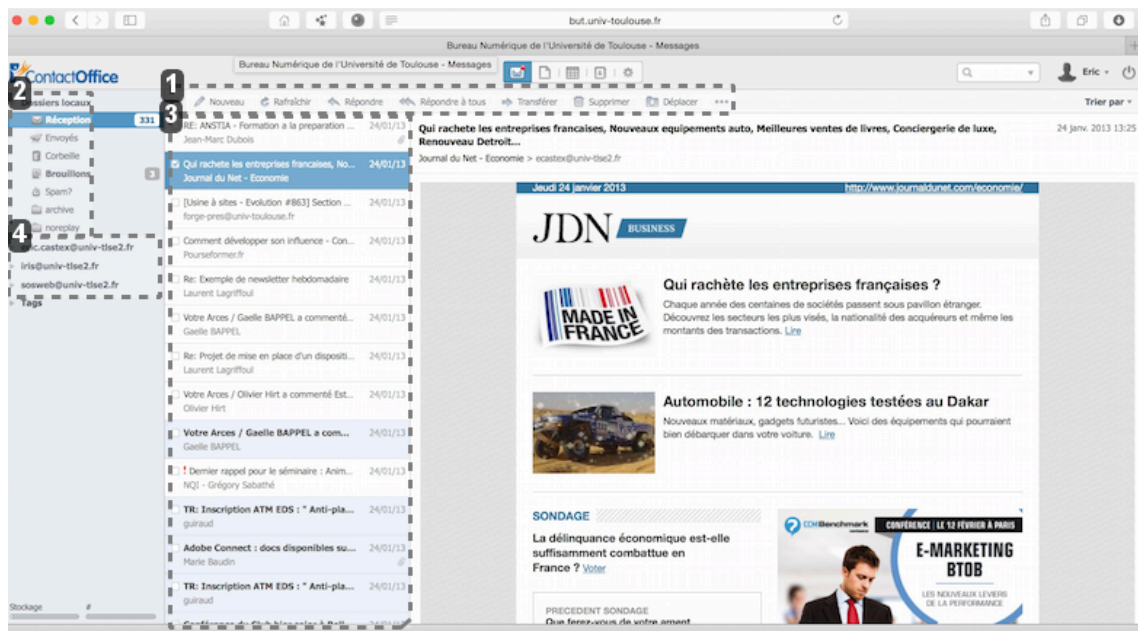 but.univ-toulouse.fr
Bureau Numérique de l'Université de Toulouse - Messages
ContactOffice
Bureau Numérique de l'Université de Toulouse - Messages
Eric
1
Nouveau
Rafraîchir
Répondre
Répondre à tous
Transférer
Supprimer
Déplacer
Trier par
2
Dossiers locaux
Réception 331
Envoyés
Corbeille
Brouillons 3
Spam?
archive
noreplay
4
eric.castex@univ-tlse2.fr
iris@univ-tlse2.fr
sosweb@univ-tlse2.fr
Tags
Stockage #
3
RE: ANSTIA - Formation a la preparation ... 24/01/13
Jean-Marc Dubois
Qui rachete les entreprises francaises, No... 24/01/13
Journal du Net - Economie
[Usine à sites - Evolution #863] Section ... 24/01/13
forge-pres@univ-toulouse.fr
Comment développer son influence - Con... 24/01/13
Pourseformer.fr
Re: Exemple de newsletter hebdomadaire 24/01/13
Laurent Lagriffoul
Votre Arces / Gaelle BAPPEL a commenté... 24/01/13
Gaelle BAPPEL
Re: Projet de mise en place d'un dispositi... 24/01/13
Laurent Lagriffoul
Votre Arces / Olivier Hirt a commenté Est... 24/01/13
Olivier Hirt
Votre Arces / Gaelle BAPPEL a com... 24/01/13
Gaelle BAPPEL
! Dernier rappel pour le séminaire : Anim... 24/01/13
NQI - Grégory Sabathé
TR: Inscription ATM EDS : " Anti-pla... 24/01/13
guiraud
Adobe Connect : docs disponibles su... 24/01/13
Marie Baudin
TR: Inscription ATM EDS : " Anti-pla... 24/01/13
guiraud
Qui rachete les entreprises francaises, Nouveaux equipements auto, Meilleures ventes de livres, Conciergerie de luxe,
Renouveau Detroit...
24 janv. 2013 13:25
Journal du Net - Economie > ecastex@univ-tlse2.fr
Jeudi 24 janvier 2013
http://www.journaldunet.com/economie/
JDN BUSINESS
MADE IN
FRANCE
Qui rachète les entreprises françaises ?
Chaque année des centaines de sociétés passent sous pavillon étranger.
Découvrez les secteurs les plus visés, la nationalité des acquéreurs et même les
montants des transactions. Lire
Automobile : 12 technologies testées au Dakar
Nouveaux matériaux, gadgets futuristes... Voici des équipements qui pourraient
bien débarquer dans votre voiture. Lire
SONDAGE
La délinquance économique est-elle
suffisamment combattue en
France ? Voter
PRECEDENT SONDAGE
Que ferez-vous de votre
CCMBenchmark
CONFÉRENCE | LE 12 FÉVRIER À PARIS
E-MARKETING
BTOB
LES NOUVEAUX LEVIERS
DE LA PERFORMANCE